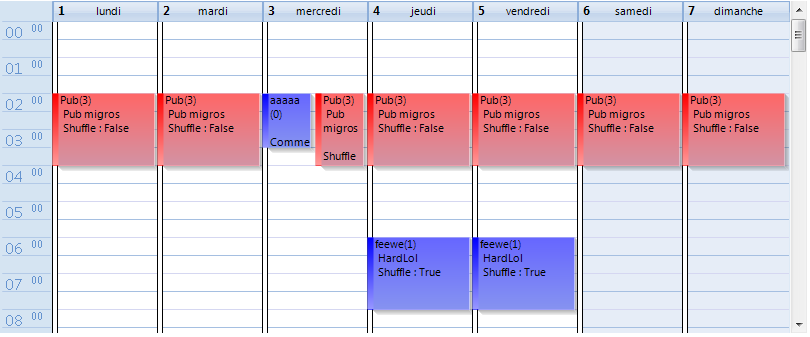 1 lundi 2 mardi 3 mercredi 4 jeudi 5 vendredi 6 samedi 7 dimanche
00 00
01 00
02 00
03 00
04 00
05 00
06 00
07 00
08 00
Pub(3)
Pub migros
Shuffle : False
Pub(3)
Pub migros
Shuffle : False
aaaaa
(0)
Comme
Pub(3)
Pub
migros
Shuffle
Pub(3)
Pub migros
Shuffle : False
Pub(3)
Pub migros
Shuffle : False
Pub(3)
Pub migros
Shuffle : False
Pub(3)
Pub migros
Shuffle : False
feewe(1)
HardLol
Shuffle : True
feewe(1)
HardLol
Shuffle : True